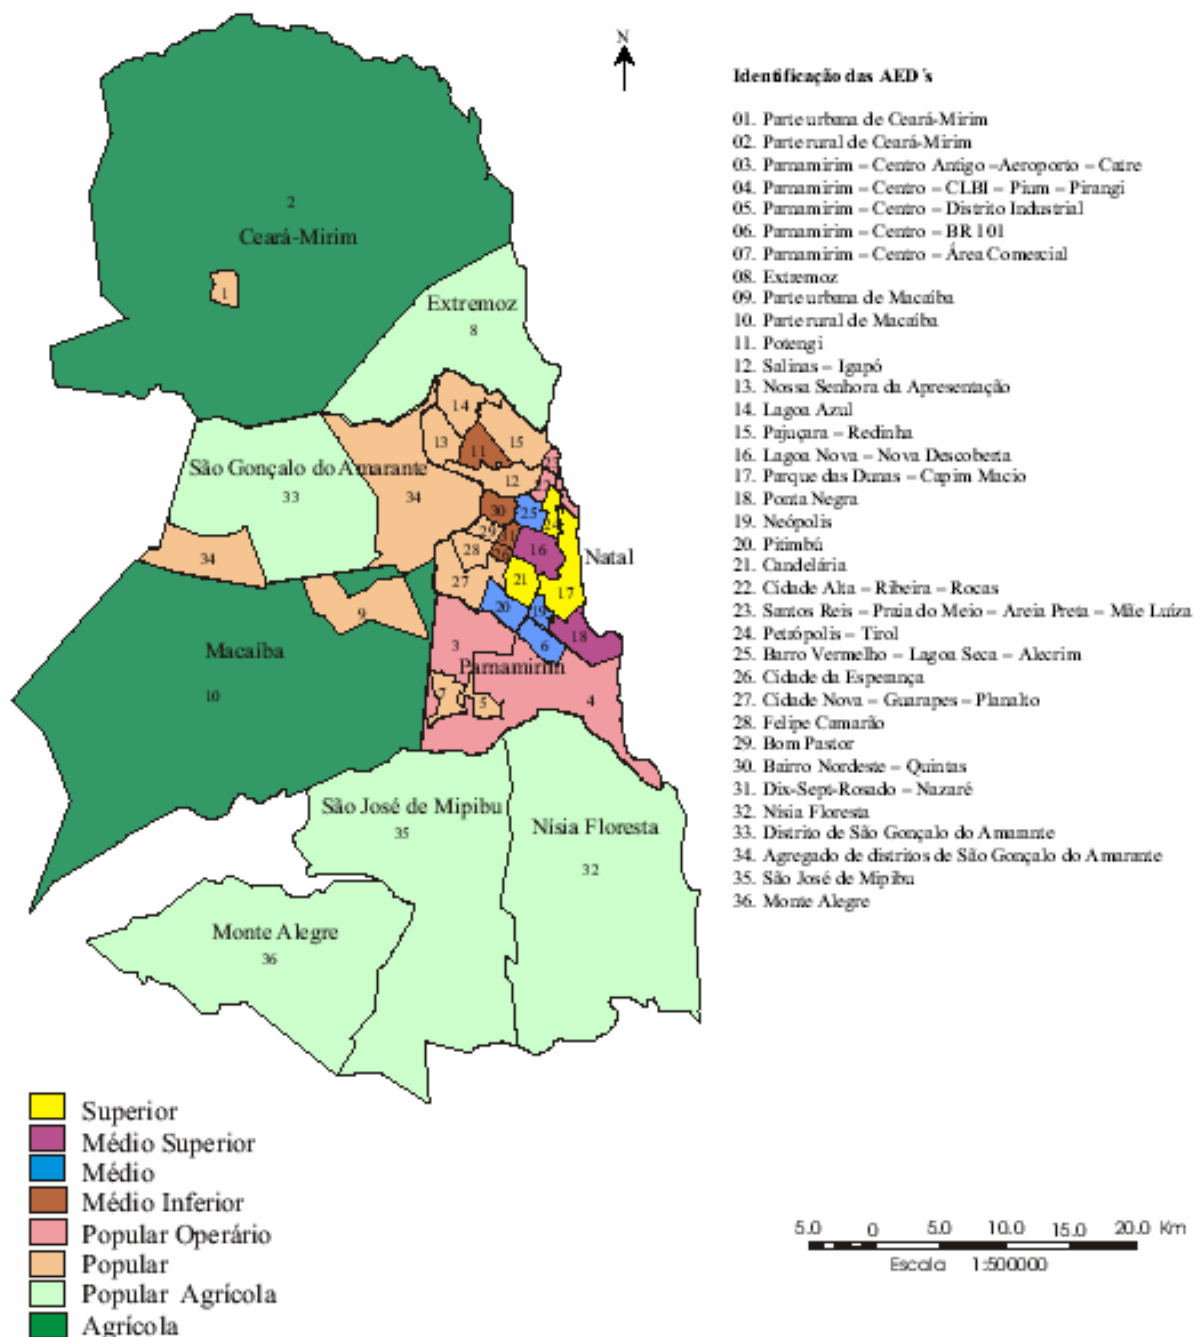 N
Identificação das AED´s
01. Parte urbana de Ceará-Mirim
02. Parte rural de Ceará-Mirim
03. Parnamirim – Centro Antigo –Aeroporto – Catre
04. Parnamirim – Centro – CLBI – Pium – Pirangi
05. Parnamirim – Centro – Distrito Industrial
06. Parnamirim – Centro – BR 101
07. Parnamirim – Centro – Área Comercial
08. Extremoz
09. Parte urbana de Macaíba
10. Parte rural de Macaíba
11. Potengi
12. Salinas – Igapó
13. Nossa Senhora da Apresentação
14. Lagoa Azul
15. Pajuçara – Redinha
16. Lagoa Nova – Nova Descoberta
17. Parque das Dunas – Capim Macio
18. Ponta Negra
19. Neópolis
20. Pitimbú
21. Candelária
22. Cidade Alta – Ribeira – Rocas
23. Santos Reis – Praia do Meio – Areia Preta – Mãe Luíza
24. Petrópolis – Tirol
25. Barro Vermelho – Lagoa Seca – Alecrim
26. Cidade da Esperança
27. Cidade Nova – Guarapes – Planalto
28. Felipe Camarão
29. Bom Pastor
30. Bairro Nordeste – Quintas
31. Dix-Sept-Rosado – Nazaré
32. Nísia Floresta
33. Distrito de São Gonçalo do Amarante
34. Agregado de distritos de São Gonçalo do Amarante
35. São José de Mipibu
36. Monte Alegre
2
Ceará-Mirim
1
Extremoz
8
14
13
11
15
São Gonçalo do Amarante
33
34
12
23
22
30
25
24
29
31
34
28
26
16
Natal
27
21
17
9
20
19
18
Macaíba
10
3
6
Parnamirim
7
5
4
São José de Mipibu
35
Nísia Floresta
32
Monte Alegre
36
Superior
Médio Superior
Médio
Médio Inferior
Popular Operário
Popular
Popular Agrícola
Agrícola
5.0 0 5.0 10.0 15.0 20.0 Km
Escala 1:500000